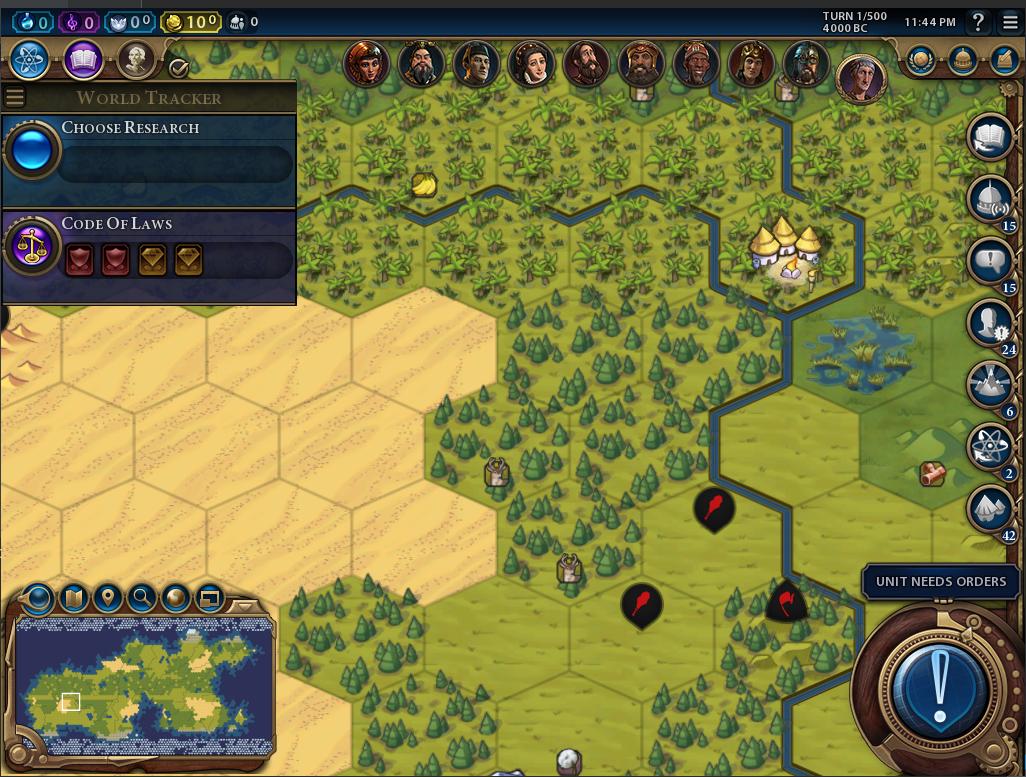 0 0 0⁰ 10⁰ 0
TURN 1/500
4000 BC
11:44 PM ?
WORLD TRACKER
CHOOSE RESEARCH
CODE OF LAWS
15
15
24
6
2
42
UNIT NEEDS ORDERS